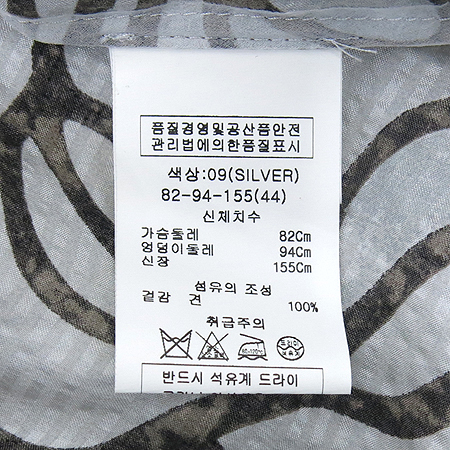 품질경영및공산품안전
관리법에의한품질표시
색상:09(SILVER)
82-94-155(44)
신체치수
가슴둘레 82Cm
엉덩이둘레 94Cm
신장 155Cm
섬유의 조성
겉감 견 100%
취급주의
반드시 석유계 드라이